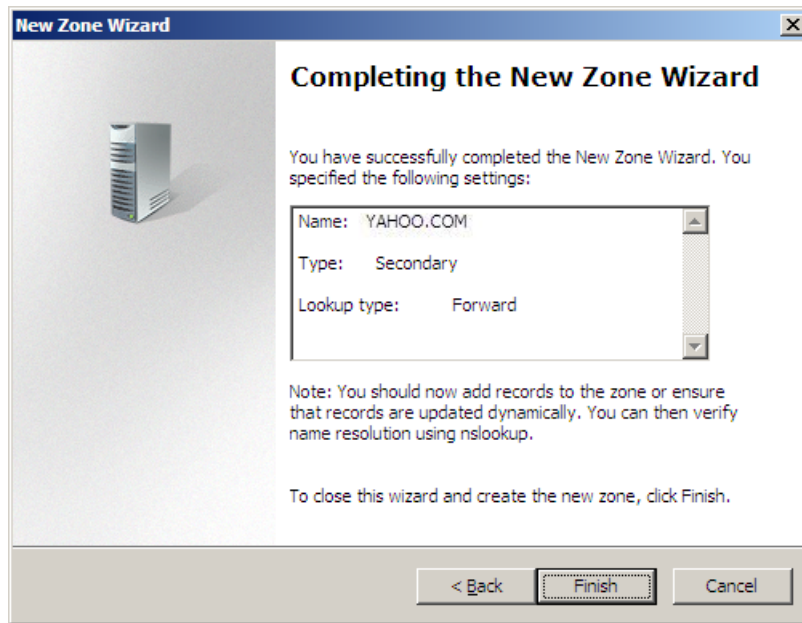 New Zone Wizard
Completing the New Zone Wizard
You have successfully completed the New Zone Wizard. You
specified the following settings:
Name: YAHOO.COM
Type: Secondary
Lookup type: Forward
Note: You should now add records to the zone or ensure
that records are updated dynamically. You can then verify
name resolution using nslookup.
To close this wizard and create the new zone, click Finish.
< Back Finish Cancel